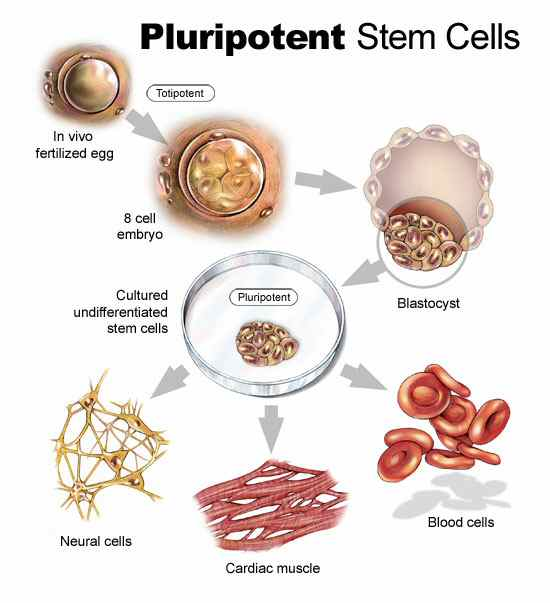 Pluripotent Stem Cells
Totipotent
In vivo
fertilized egg
8 cell
embryo
Blastocyst
Cultured
undifferentiated
stem cells
Pluripotent
Neural cells
Cardiac muscle
Blood cells